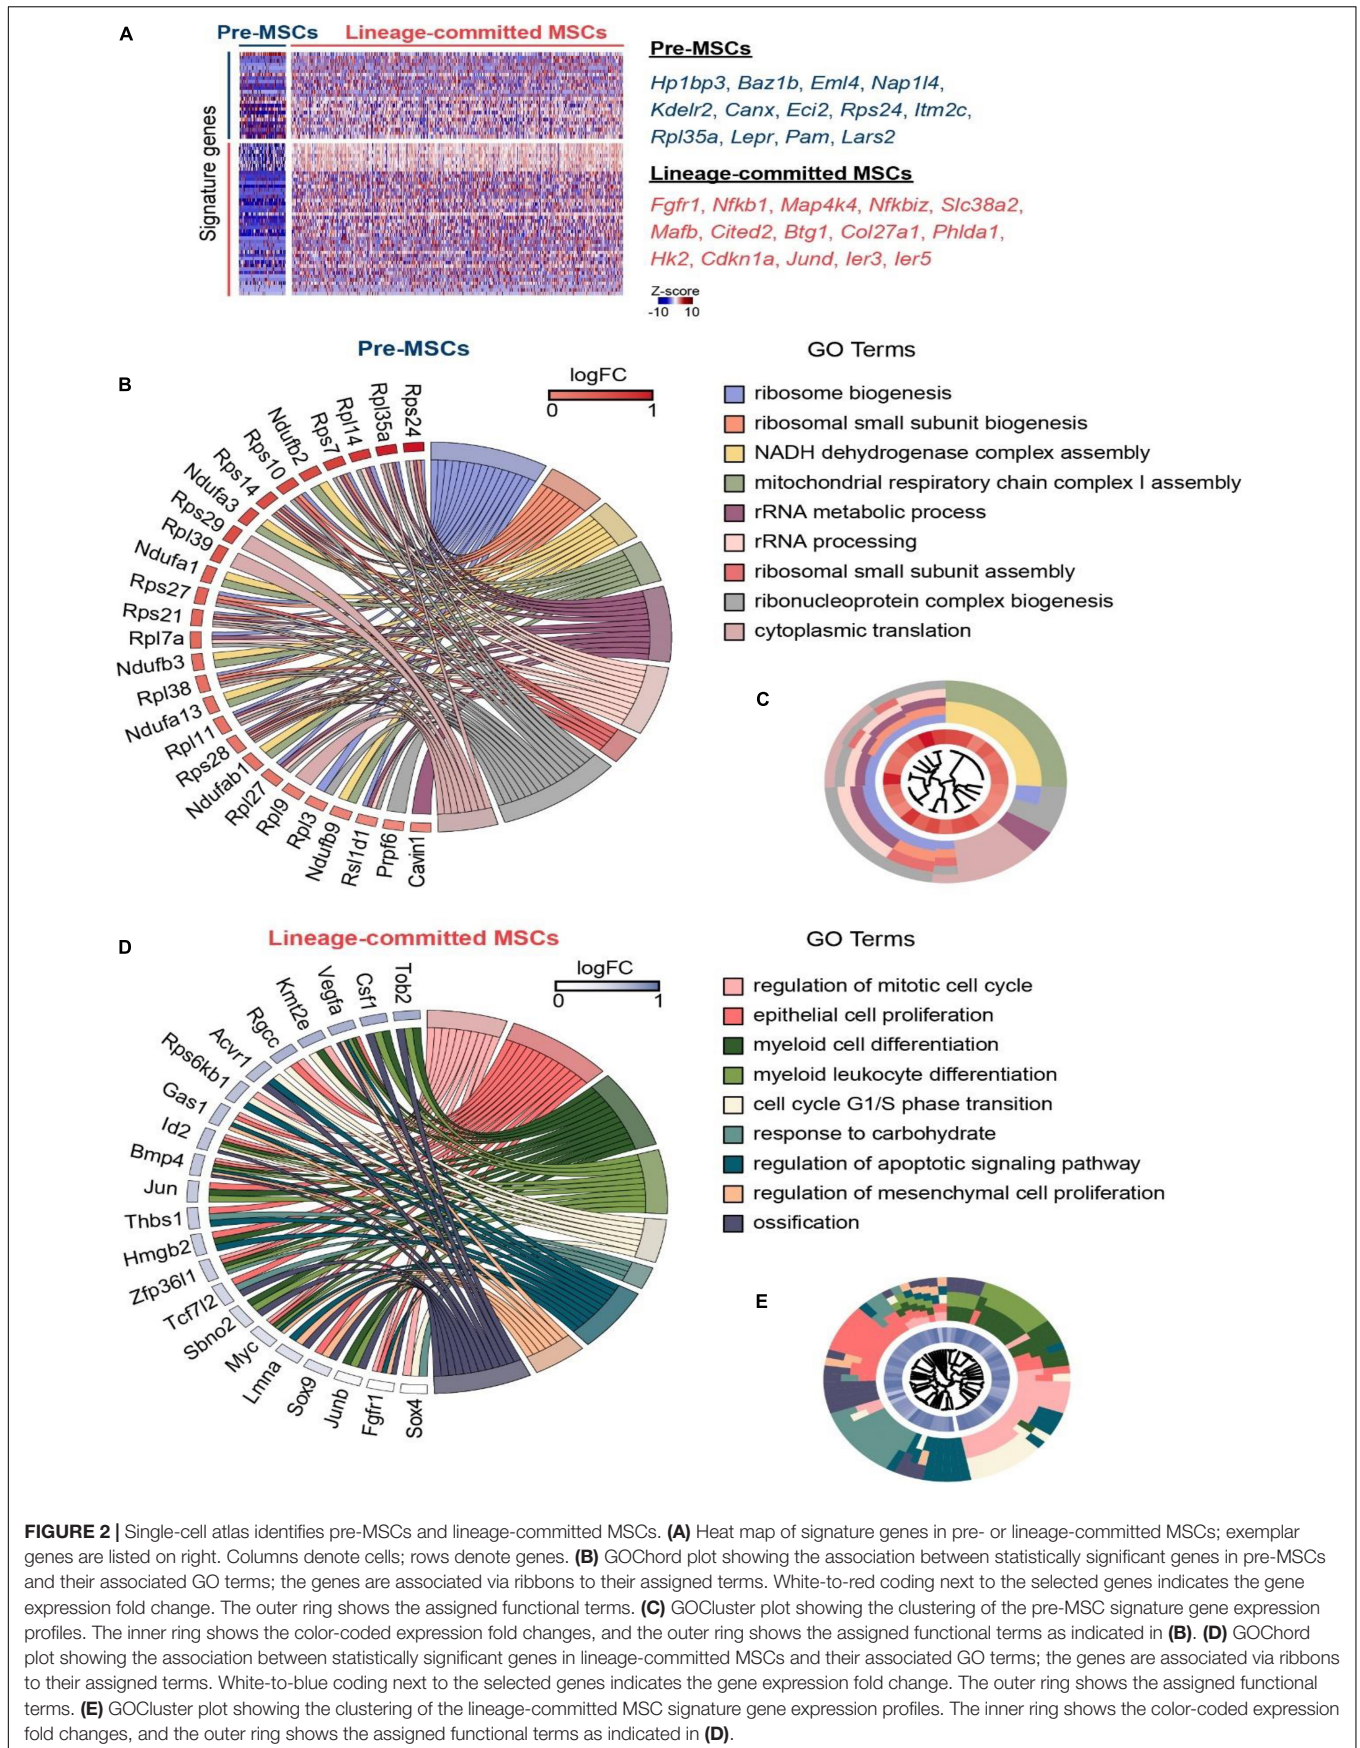 A
Pre-MSCs
Lineage-committed MSCs
Signature genes
Pre-MSCs
Hp1bp3, Baz1b, Eml4, Nap1l4,
Kdelr2, Canx, Eci2, Rps24, Itm2c,
Rpl35a, Lepr, Pam, Lars2
Lineage-committed MSCs
Fgfr1, Nfkb1, Map4k4, Nfkbiz, Slc38a2,
Mafb, Cited2, Btg1, Col27a1, Phlda1,
Hk2, Cdkn1a, Jund, Ier3, Ier5
Z-score
-10 10
B
Pre-MSCs
logFC
0 1
Rps24
Rpl35a
Rpl14
Rps7
Ndufb2
Rps10
Rps14
Ndufa3
Rps29
Rpl39
Ndufa1
Rps27
Rps21
Rpl7a
Ndufb3
Rpl38
Ndufa13
Rpl11
Rps28
Ndufab1
Rpl27
Rpl9
Rpl3
Ndufb9
Rsl1d1
Prpf6
Cavin1
GO Terms
ribosome biogenesis
ribosomal small subunit biogenesis
NADH dehydrogenase complex assembly
mitochondrial respiratory chain complex I assembly
rRNA metabolic process
rRNA processing
ribosomal small subunit assembly
ribonucleoprotein complex biogenesis
cytoplasmic translation
C
D
Lineage-committed MSCs
logFC
0 1
Tob2
Csf1
Vegfa
Kmt2e
Rgcc
Acvr1
Rps6kb1
Gas1
Id2
Bmp4
Jun
Thbs1
Hmgb2
Zfp36l1
Tcf7l2
Sbno2
Myc
Lmna
Sox9
Junb
Fgfr1
Sox4
GO Terms
regulation of mitotic cell cycle
epithelial cell proliferation
myeloid cell differentiation
myeloid leukocyte differentiation
cell cycle G1/S phase transition
response to carbohydrate
regulation of apoptotic signaling pathway
regulation of mesenchymal cell proliferation
ossification
E
FIGURE 2 | Single-cell atlas identifies pre-MSCs and lineage-committed MSCs. (A) Heat map of signature genes in pre- or lineage-committed MSCs; exemplar
genes are listed on right. Columns denote cells; rows denote genes. (B) GOChord plot showing the association between statistically significant genes in pre-MSCs
and their associated GO terms; the genes are associated via ribbons to their assigned terms. White-to-red coding next to the selected genes indicates the gene
expression fold change. The outer ring shows the assigned functional terms. (C) GOCluster plot showing the clustering of the pre-MSC signature gene expression
profiles. The inner ring shows the color-coded expression fold changes, and the outer ring shows the assigned functional terms as indicated in (B). (D) GOChord
plot showing the association between statistically significant genes in lineage-committed MSCs and their associated GO terms; the genes are associated via ribbons
to their assigned terms. White-to-blue coding next to the selected genes indicates the gene expression fold change. The outer ring shows the assigned functional
terms. (E) GOCluster plot showing the clustering of the lineage-committed MSC signature gene expression profiles. The inner ring shows the color-coded expression
fold changes, and the outer ring shows the assigned functional terms as indicated in (D).